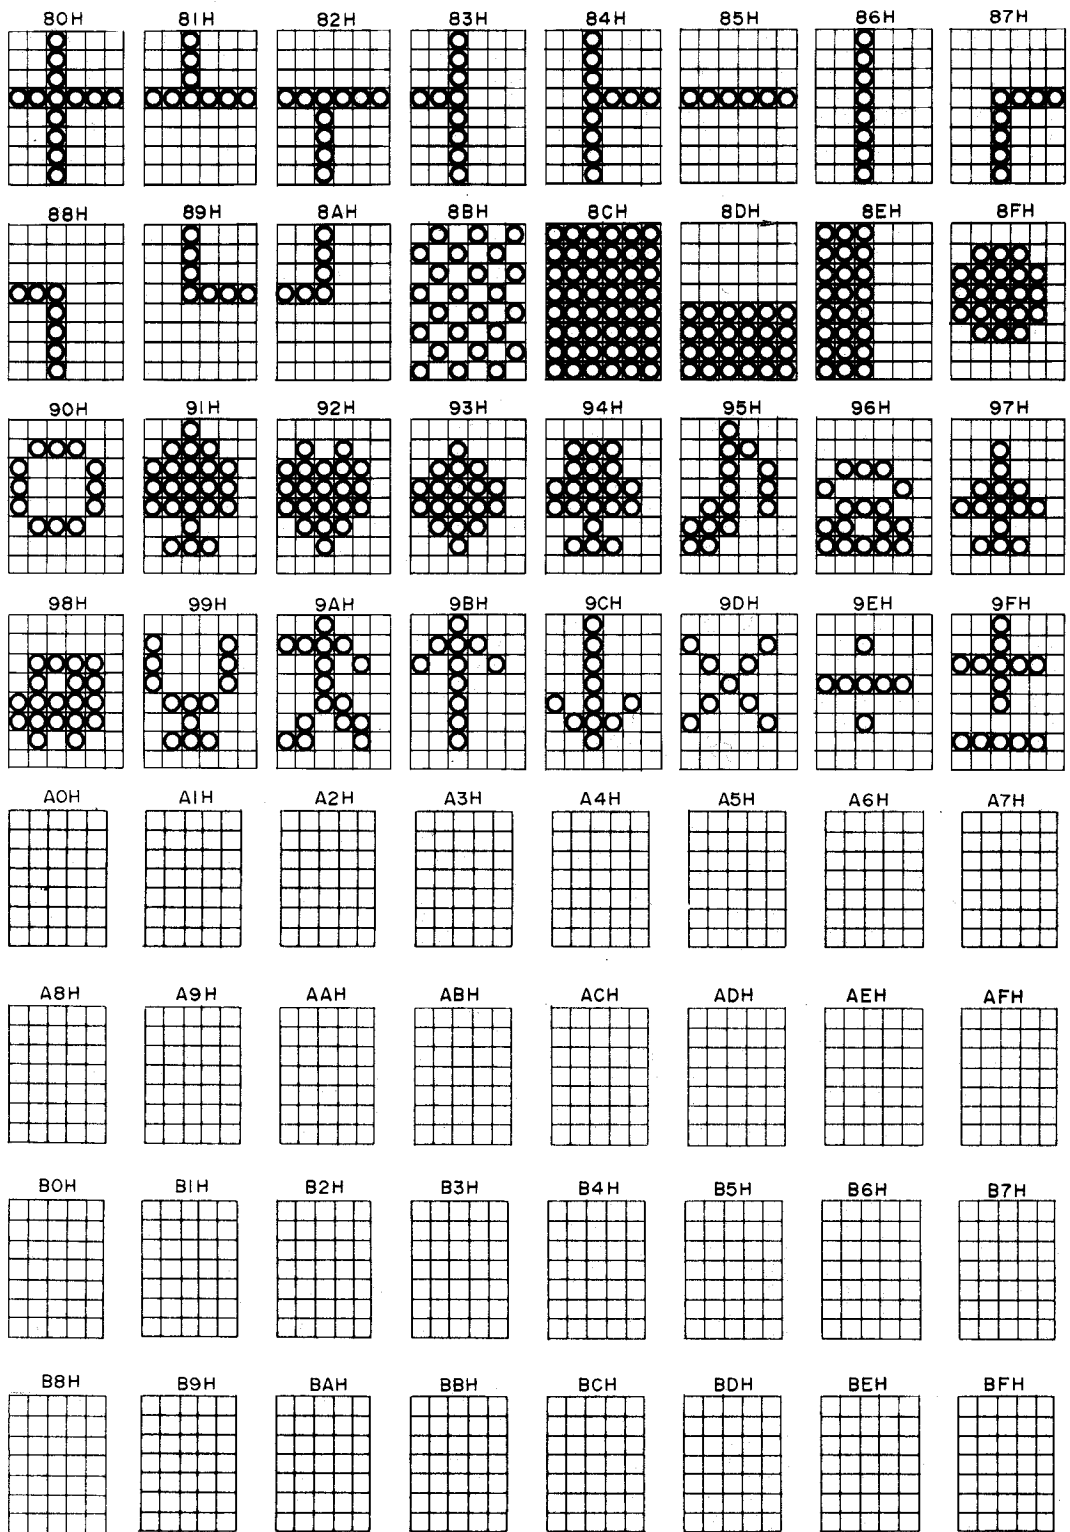 80H 81H 82H 83H 84H 85H 86H 87H
88H 89H 8AH 8BH 8CH 8DH 8EH 8FH
90H 91H 92H 93H 94H 95H 96H 97H
98H 99H 9AH 9BH 9CH 9DH 9EH 9FH
A0H A1H A2H A3H A4H A5H A6H A7H
A8H A9H AAH ABH ACH ADH AEH AFH
B0H B1H B2H B3H B4H B5H B6H B7H
B8H B9H BAH BBH BCH BDH BEH BFH